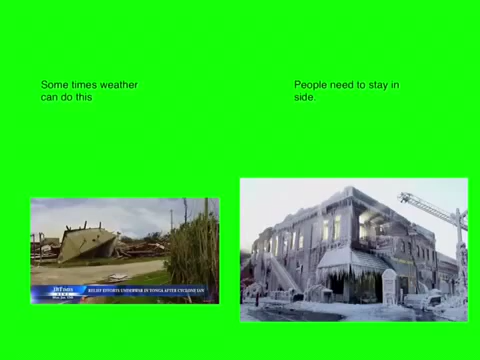 Some times weather
can do this
People need to stay in
side.
RELIEF EFFORTS UNDERWAY IN TONGA AFTER CYCLONE IAN